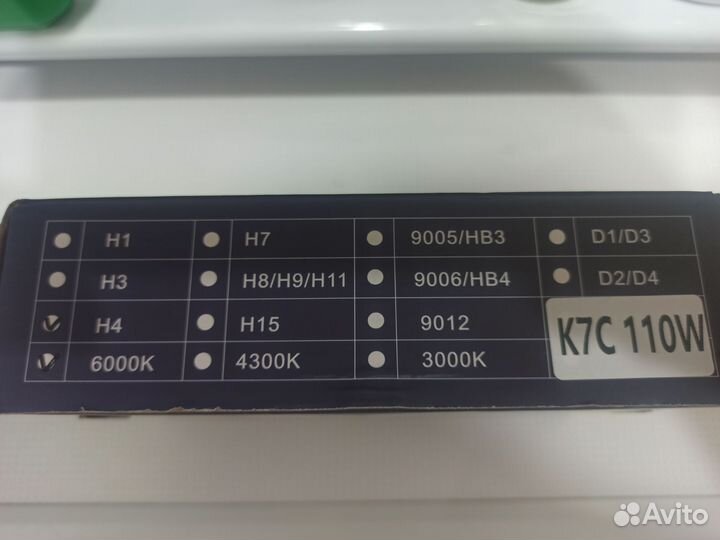 H1 H7 9005/HB3 D1/D3
H3 H8/H9/H11 9006/HB4 D2/D4
H4 H15 9012
6000K 4300K 3000K
K7C 110W
Avito